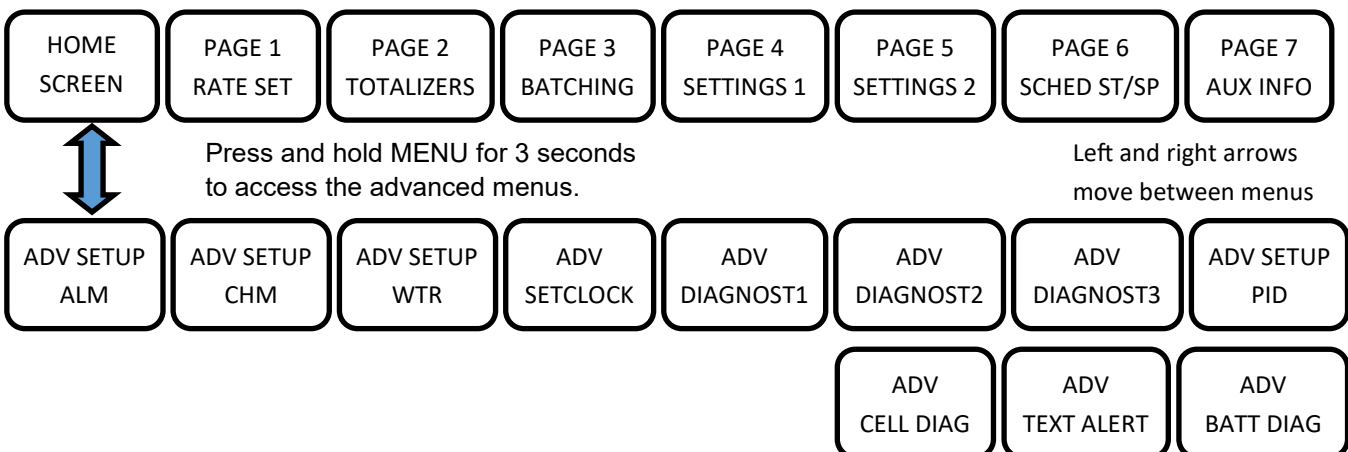 HOME
SCREEN
PAGE 1
RATE SET
PAGE 2
TOTALIZERS
PAGE 3
BATCHING
PAGE 4
SETTINGS 1
PAGE 5
SETTINGS 2
PAGE 6
SCHED ST/SP
PAGE 7
AUX INFO
Press and hold MENU for 3 seconds
to access the advanced menus.
Left and right arrows
move between menus
ADV SETUP
ALM
ADV SETUP
CHM
ADV SETUP
WTR
ADV
SETCLOCK
ADV
DIAGNOST1
ADV
DIAGNOST2
ADV
DIAGNOST3
ADV SETUP
PID
ADV
CELL DIAG
ADV
TEXT ALERT
ADV
BATT DIAG